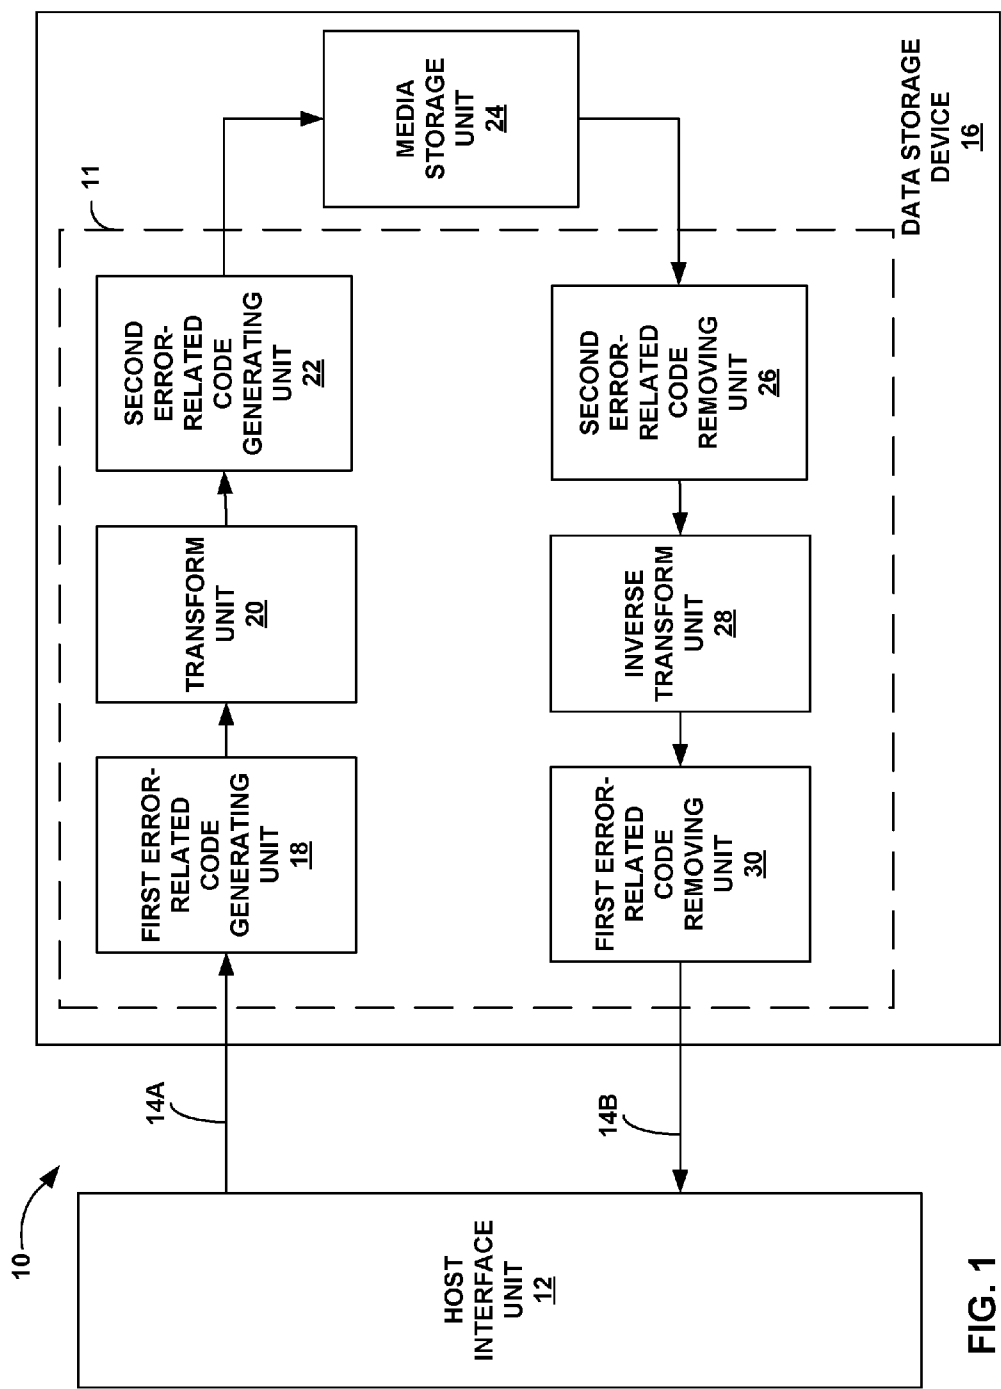 10
HOST
INTERFACE
UNIT
12
14A
14B
11
FIRST ERROR-
RELATED
CODE
GENERATING
UNIT
18
TRANSFORM
UNIT
20
SECOND
ERROR-
RELATED
CODE
GENERATING
UNIT
22
MEDIA
STORAGE
UNIT
24
SECOND
ERROR-
RELATED
CODE
REMOVING
UNIT
26
INVERSE
TRANSFORM
UNIT
28
FIRST ERROR-
RELATED
CODE
REMOVING
UNIT
30
DATA STORAGE
DEVICE
16
FIG. 1